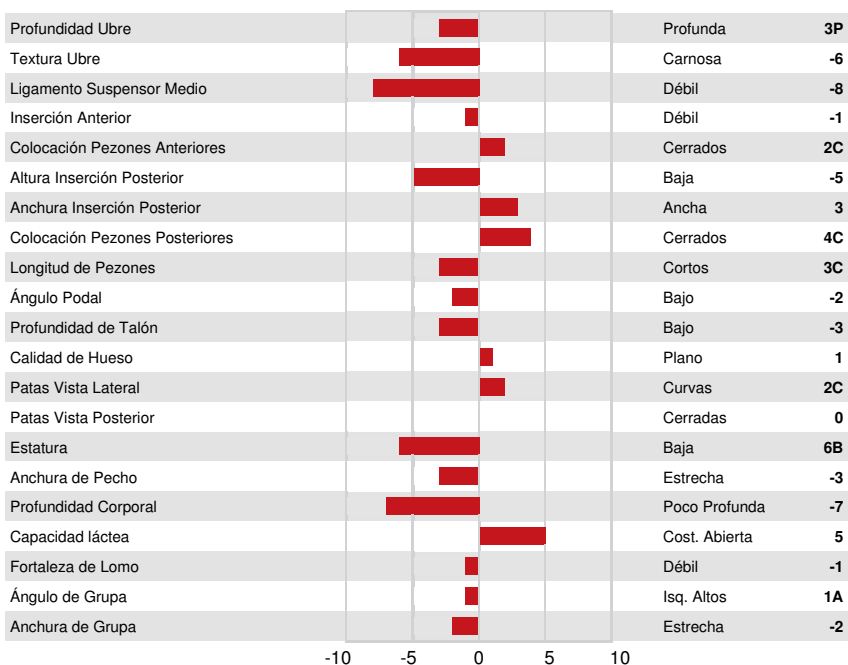 Profundidad Ubre Profunda 3P
Textura Ubre Carnosa -6
Ligamento Suspensor Medio Débil -8
Inserción Anterior Débil -1
Colocación Pezones Anteriores Cerrados 2C
Altura Inserción Posterior Baja -5
Anchura Inserción Posterior Ancha 3
Colocación Pezones Posteriores Cerrados 4C
Longitud de Pezones Cortos 3C
Ángulo Podal Bajo -2
Profundidad de Talón Bajo -3
Calidad de Hueso Plano 1
Patas Vista Lateral Curvas 2C
Patas Vista Posterior Cerradas 0
Estatura Baja 6B
Anchura de Pecho Estrecha -3
Profundidad Corporal Poco Profunda -7
Capacidad láctea Cost. Abierta 5
Fortaleza de Lomo Débil -1
Ángulo de Grupa Isq. Altos 1A
Anchura de Grupa Estrecha -2
-10 -5 0 5 10